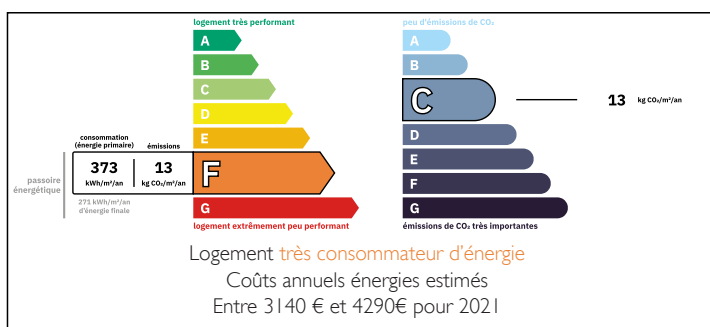 logement très performant
A
B
C
D
E
consommation
(énergie primaire)
émissions
373
13
kWh/m²/an
kg CO₂/m²/an
F
passoire
énergétique
271 kWh/m²/an
d'énergie finale
G
logement extrêmement peu performant
peu d'émissions de CO₂
A
B
C
13 kg CO₂/m²/an
D
E
F
G
émissions de CO₂ très importantes
Logement très consommateur d'énergie
Coûts annuels énergies estimés
Entre 3140 € et 4290€ pour 2021